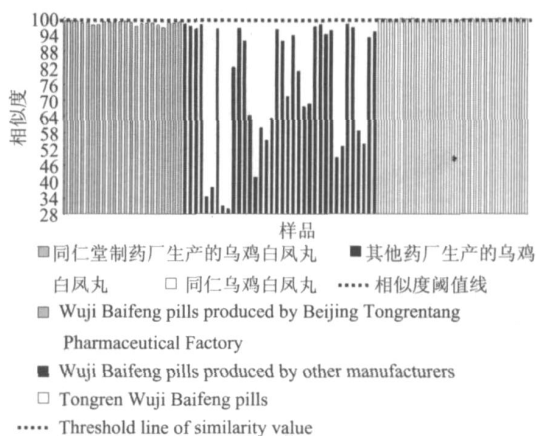 100
94
88
82
76
70
64
58
52
46
40
34
28
相似度
样品
同仁堂制药厂生产的乌鸡白凤丸 其他药厂生产的乌鸡
白凤丸 同仁乌鸡白凤丸 相似度阈值线
Wuji Baifeng pills produced by Beijing Tongrentang
Pharmaceutical Factory
Wuji Baifeng pills produced by other manufacturers
Tongren Wuji Baifeng pills
Threshold line of similarity value